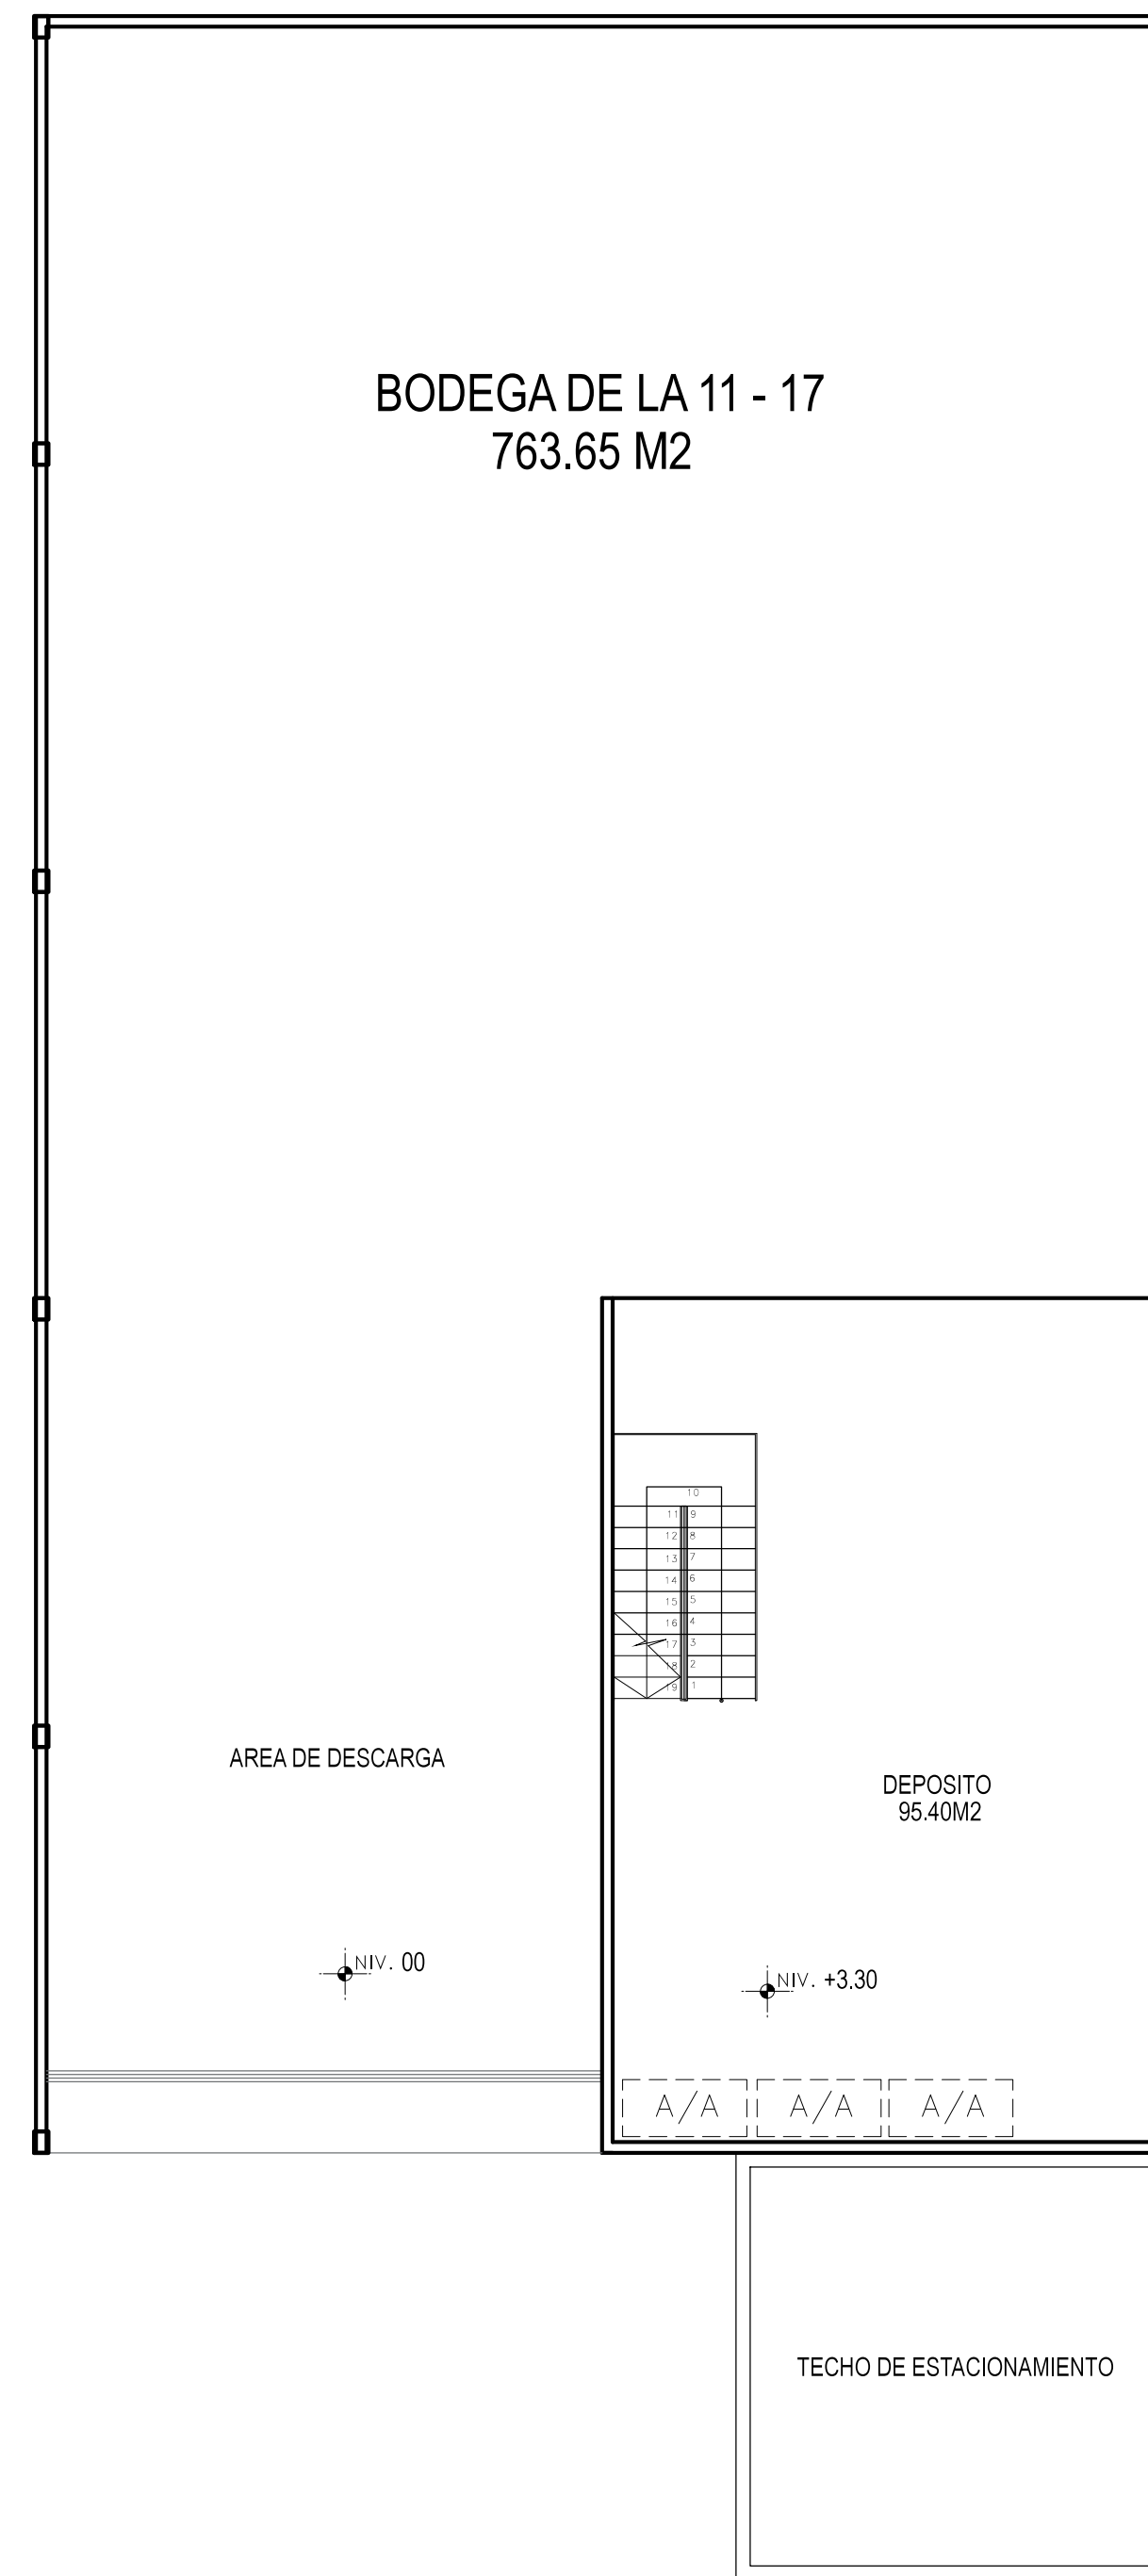 BODEGA DE LA 11 - 17
763.65 M2
10
11 9
12 8
13 7
14 6
15 5
16 4
17 3
18 2
19 1
AREA DE DESCARGA
DEPOSITO
95.40M2
NIV. 00
NIV. +3.30
A/A A/A A/A
TECHO DE ESTACIONAMIENTO